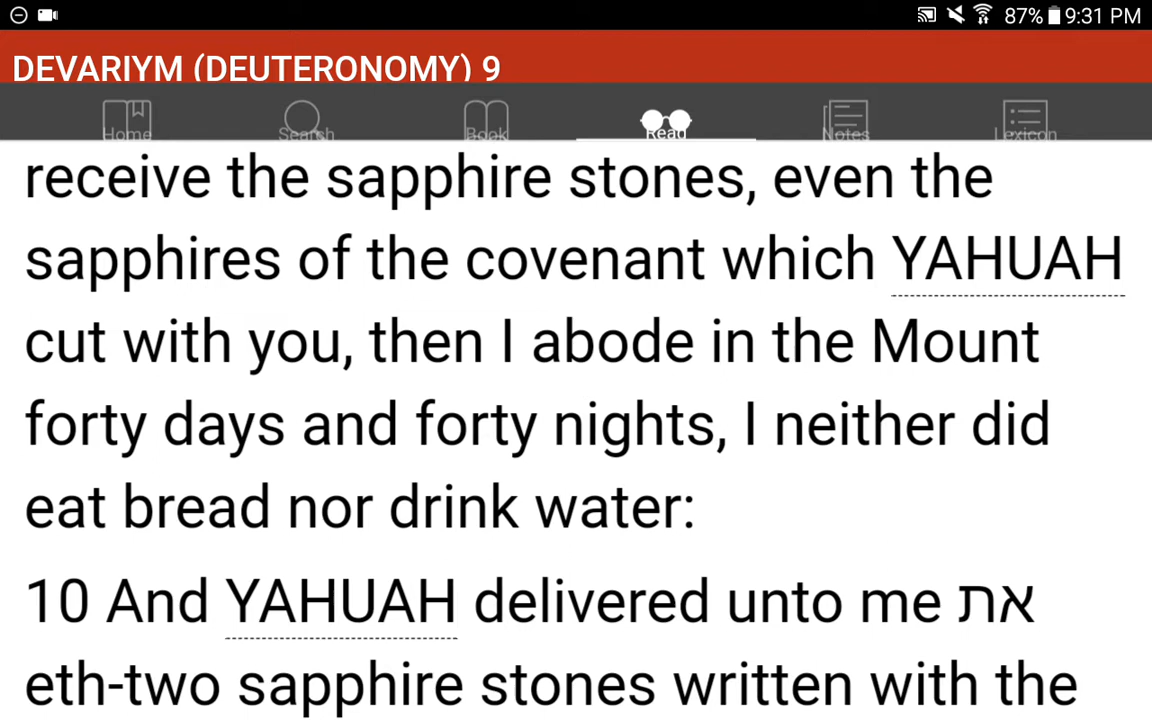 87% 9:31 PM
DEVARIYM (DEUTERONOMY) 9
Home Search Book Read Notes Lexicon
receive the sapphire stones, even the
sapphires of the covenant which YAHUAH
cut with you, then I abode in the Mount
forty days and forty nights, I neither did
eat bread nor drink water:
10 And YAHUAH delivered unto me את
eth-two sapphire stones written with the